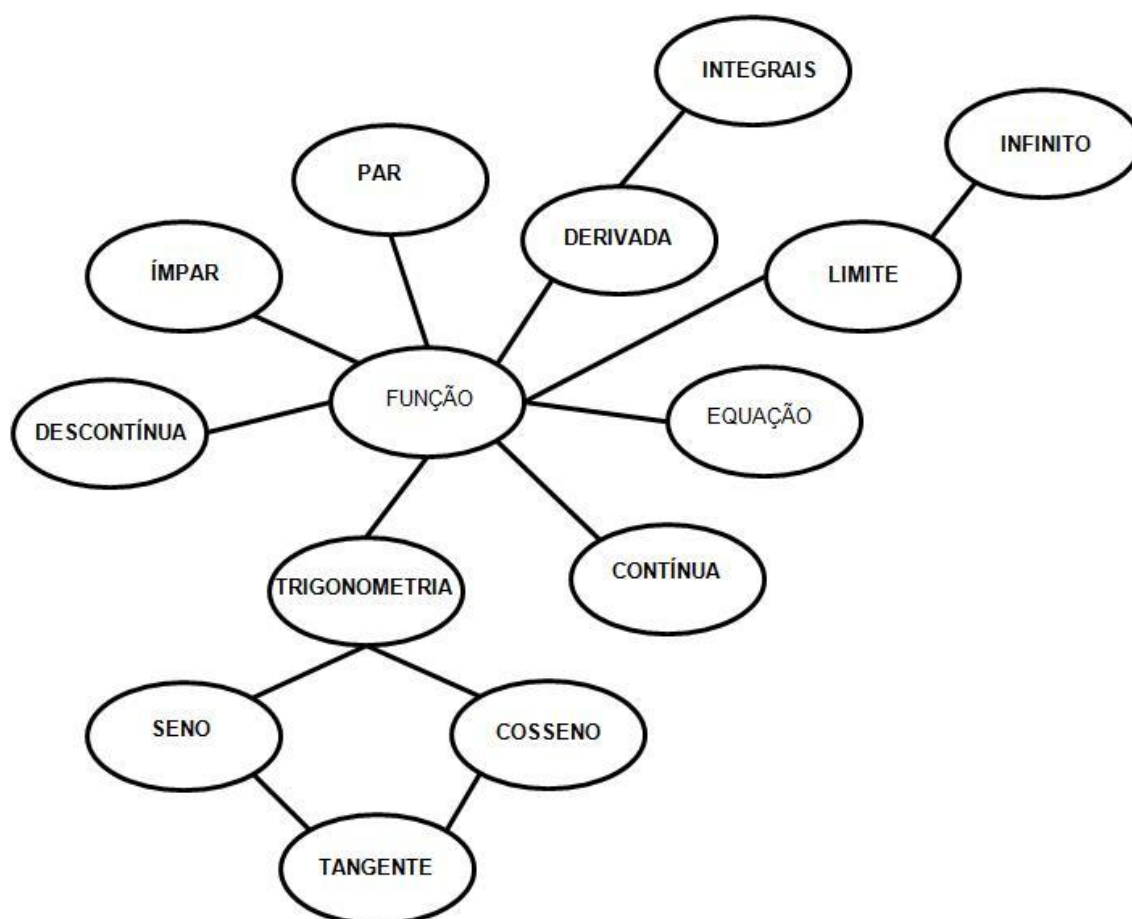 INTEGRAIS
INFINITO
PAR
DERIVADA
ÍMPAR
LIMITE
FUNÇÃO
EQUAÇÃO
DESCONTÍNUA
CONTÍNUA
TRIGONOMETRIA
SENO
COSSENO
TANGENTE